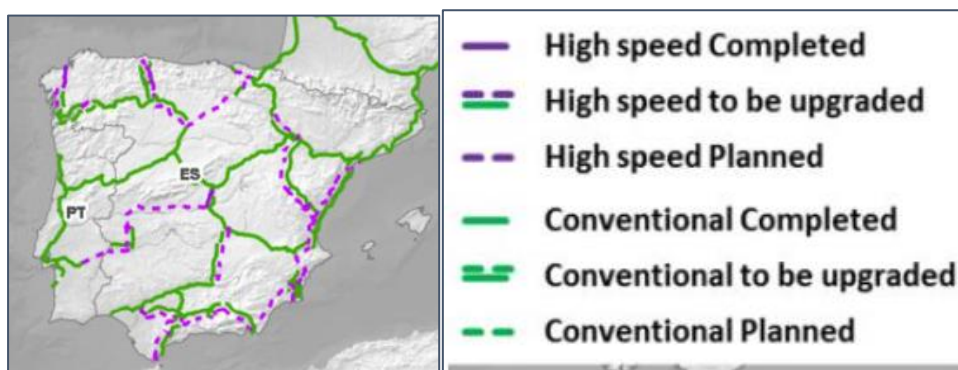 ES
PT
High speed Completed
High speed to be upgraded
High speed Planned
Conventional Completed
Conventional to be upgraded
Conventional Planned